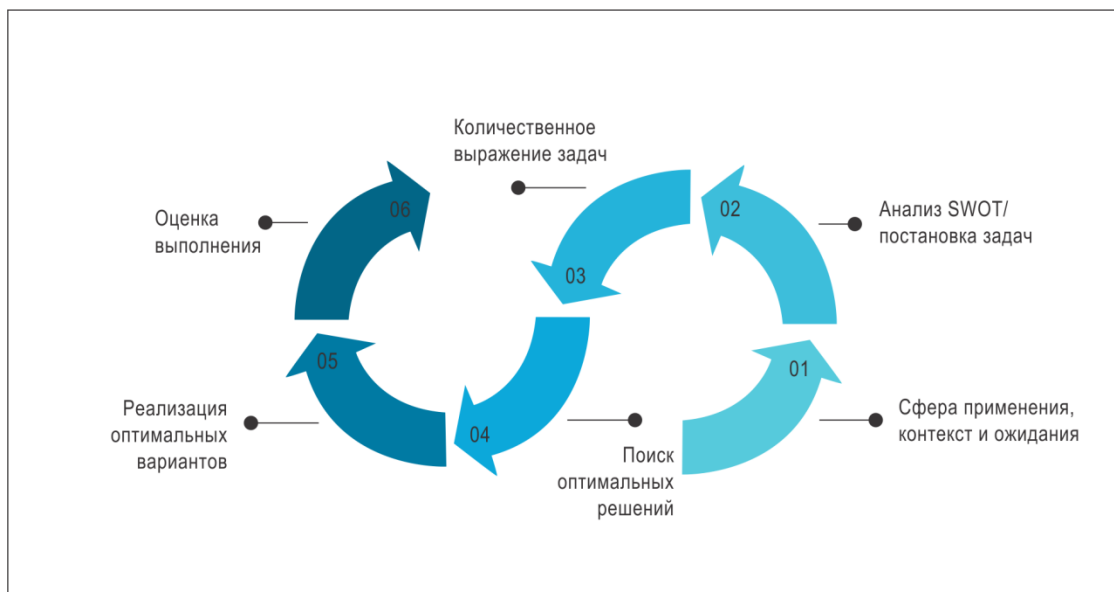 Количественное
выражение задач
06
02
Оценка
выполнения
Анализ SWOT/
постановка задач
03
05
01
Реализация
оптимальных
вариантов
04
Поиск
оптимальных
решений
Сфера применения,
контекст и ожидания